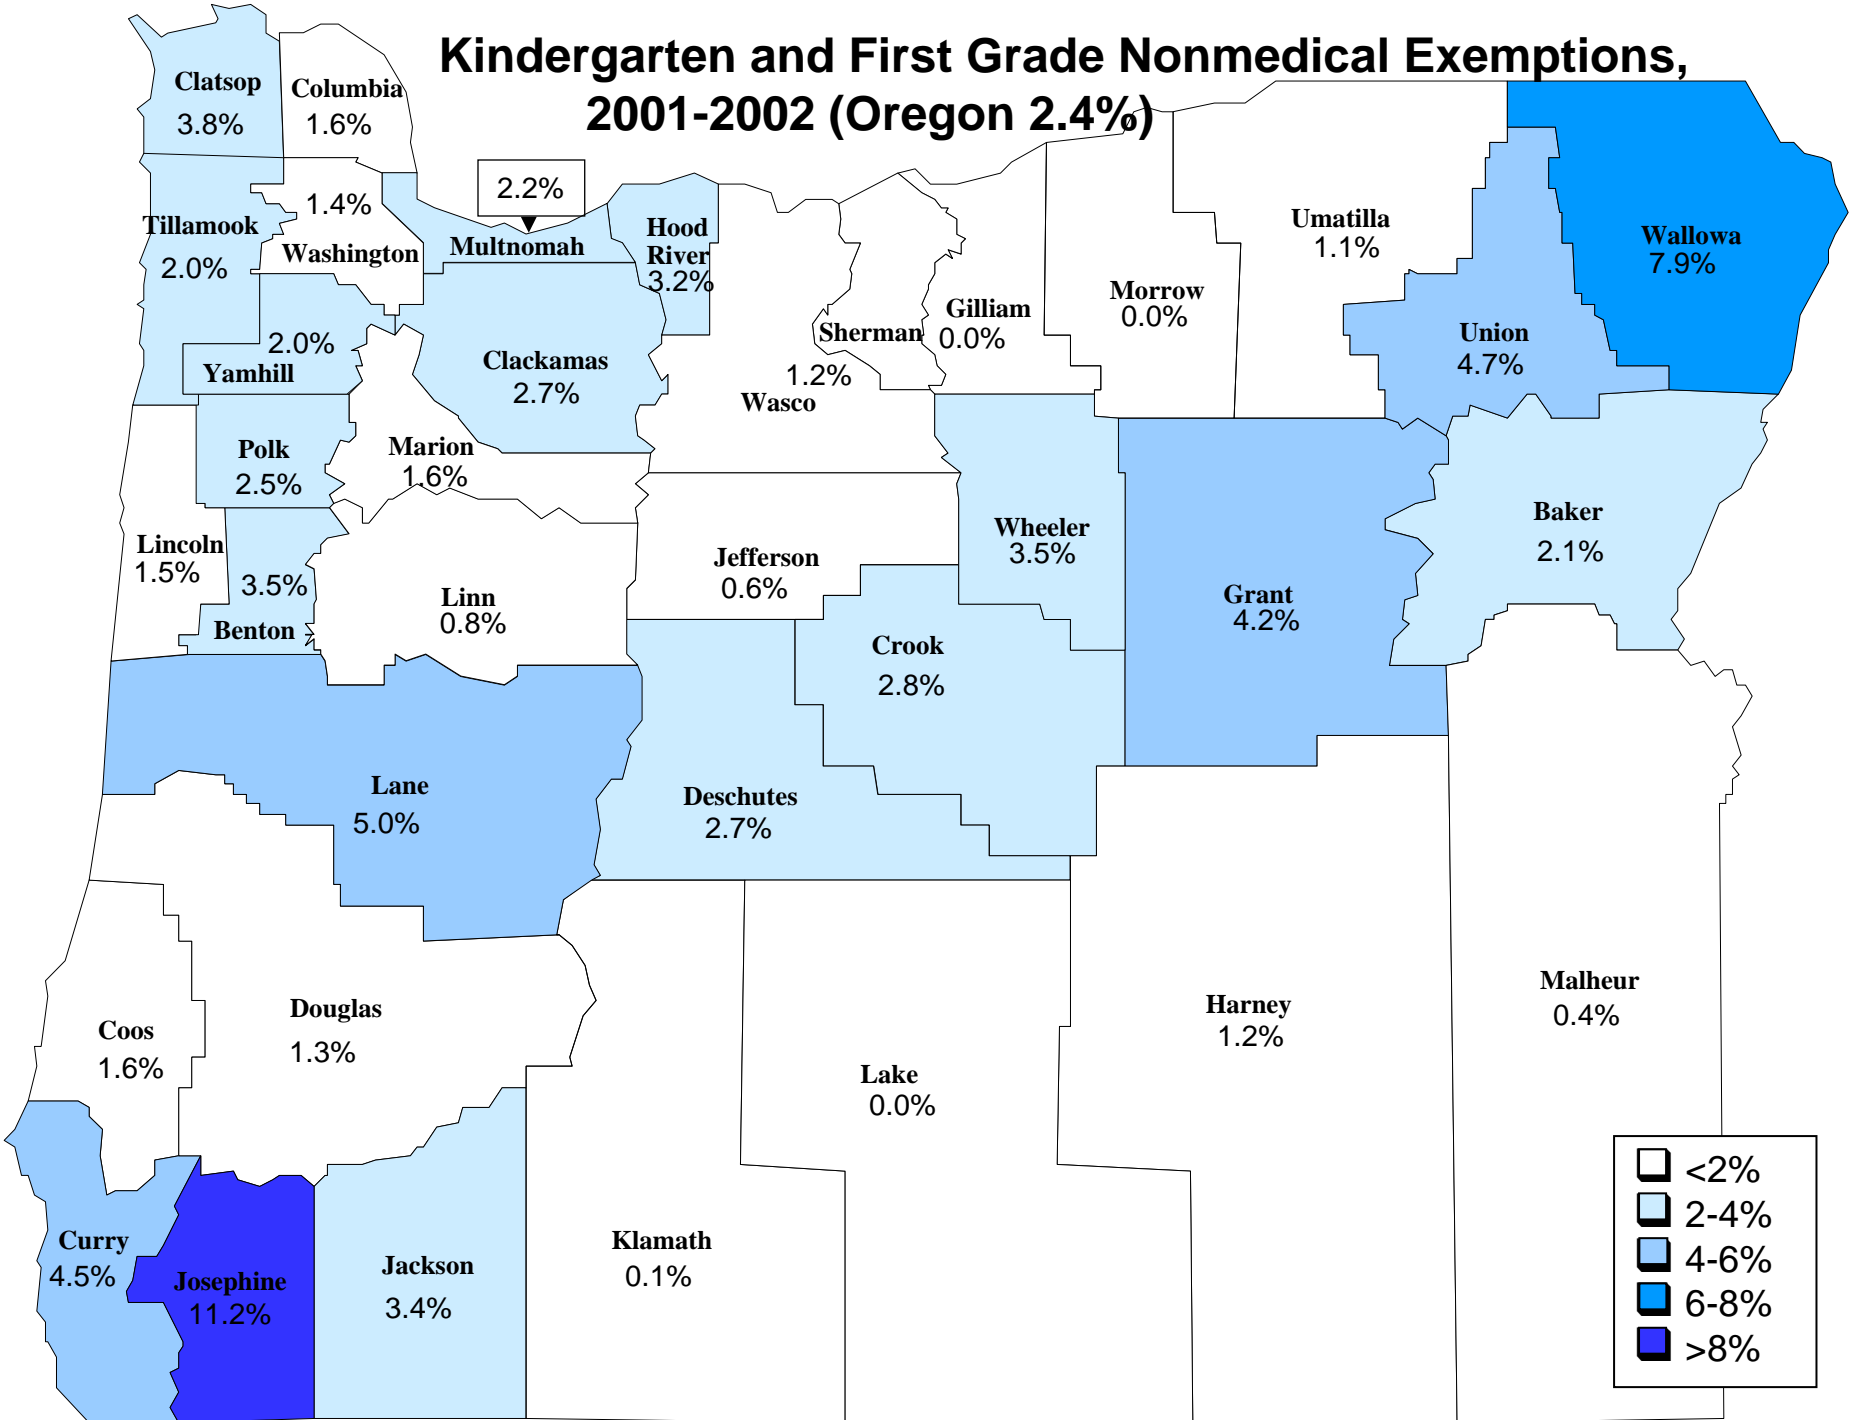 Kindergarten and First Grade Nonmedical Exemptions,
2001-2002 (Oregon 2.4%)
Clatsop
3.8%
Columbia
1.6%
Tillamook
2.0%
1.4%
Washington
2.2%
Multnomah
Hood
River
3.2%
Sherman
Gilliam
0.0%
Morrow
0.0%
Umatilla
1.1%
Wallowa
7.9%
Union
4.7%
2.0%
Yamhill
Clackamas
2.7%
1.2%
Wasco
Polk
2.5%
Marion
1.6%
Lincoln
1.5%
3.5%
Benton
Linn
0.8%
Jefferson
0.6%
Wheeler
3.5%
Grant
4.2%
Baker
2.1%
Crook
2.8%
Lane
5.0%
Deschutes
2.7%
Coos
1.6%
Douglas
1.3%
Lake
0.0%
Harney
1.2%
Malheur
0.4%
Curry
4.5%
Josephine
11.2%
Jackson
3.4%
Klamath
0.1%
<2%
2-4%
4-6%
6-8%
>8%